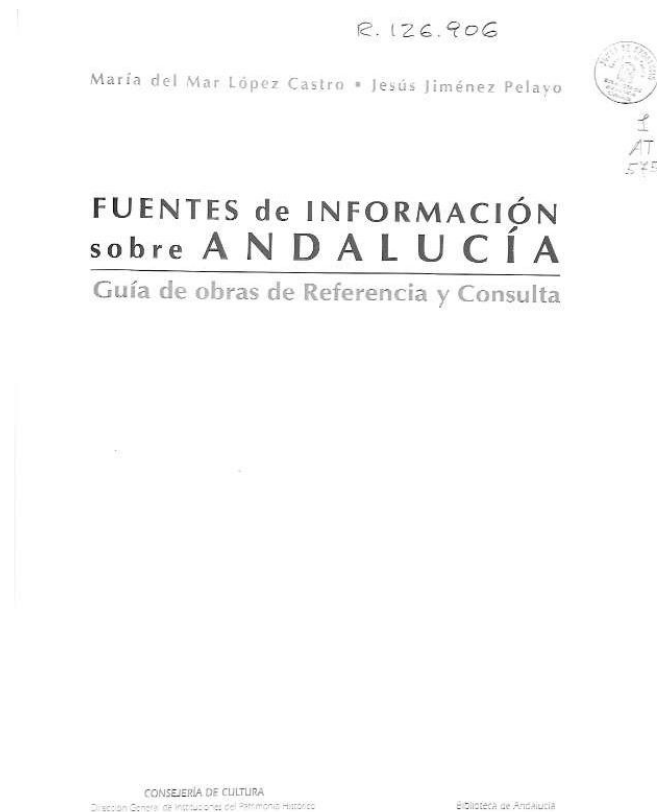 R. 126.906
María del Mar López Castro • Jesús Jiménez Pelayo
1
AT
FUENTES de INFORMACIÓN
sobre ANDALUCÍA
Guía de obras de Referencia y Consulta
CONSEJERÍA DE CULTURA
Dirección General de Instituciones del Patrimonio Histórico
Biblioteca de Andalucía